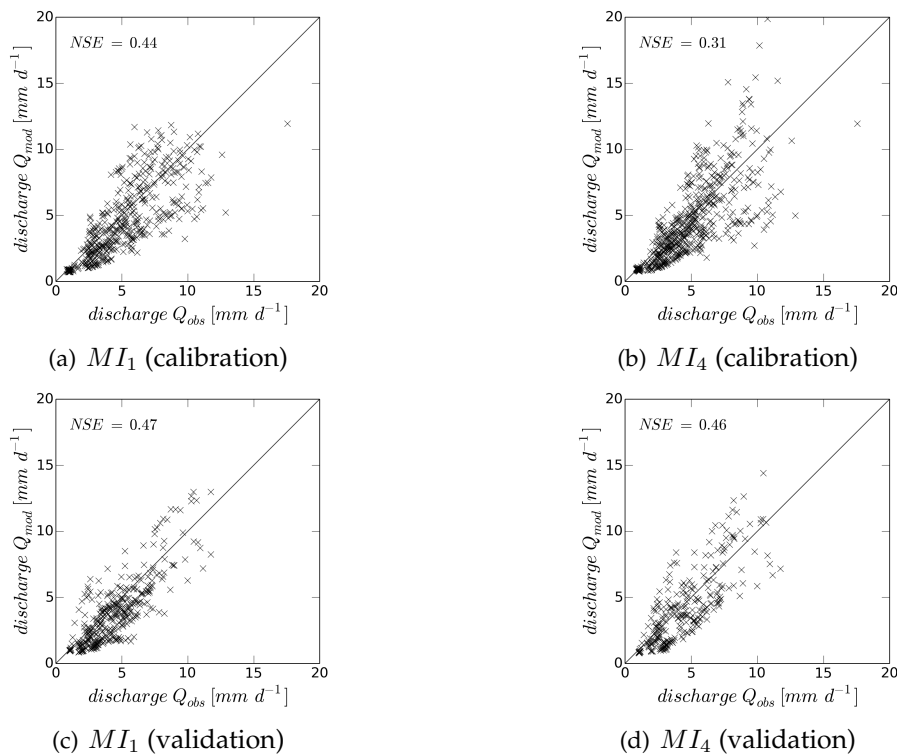 20
15
10
5
0
0 5 10 15 20
NSE = 0.44
discharge Q_mod [mm d^-1]
discharge Q_obs [mm d^-1]
(a) MI_1 (calibration)
20
15
10
5
0
0 5 10 15 20
NSE = 0.31
discharge Q_mod [mm d^-1]
discharge Q_obs [mm d^-1]
(b) MI_4 (calibration)
20
15
10
5
0
0 5 10 15 20
NSE = 0.47
discharge Q_mod [mm d^-1]
discharge Q_obs [mm d^-1]
(c) MI_1 (validation)
20
15
10
5
0
0 5 10 15 20
NSE = 0.46
discharge Q_mod [mm d^-1]
discharge Q_obs [mm d^-1]
(d) MI_4 (validation)